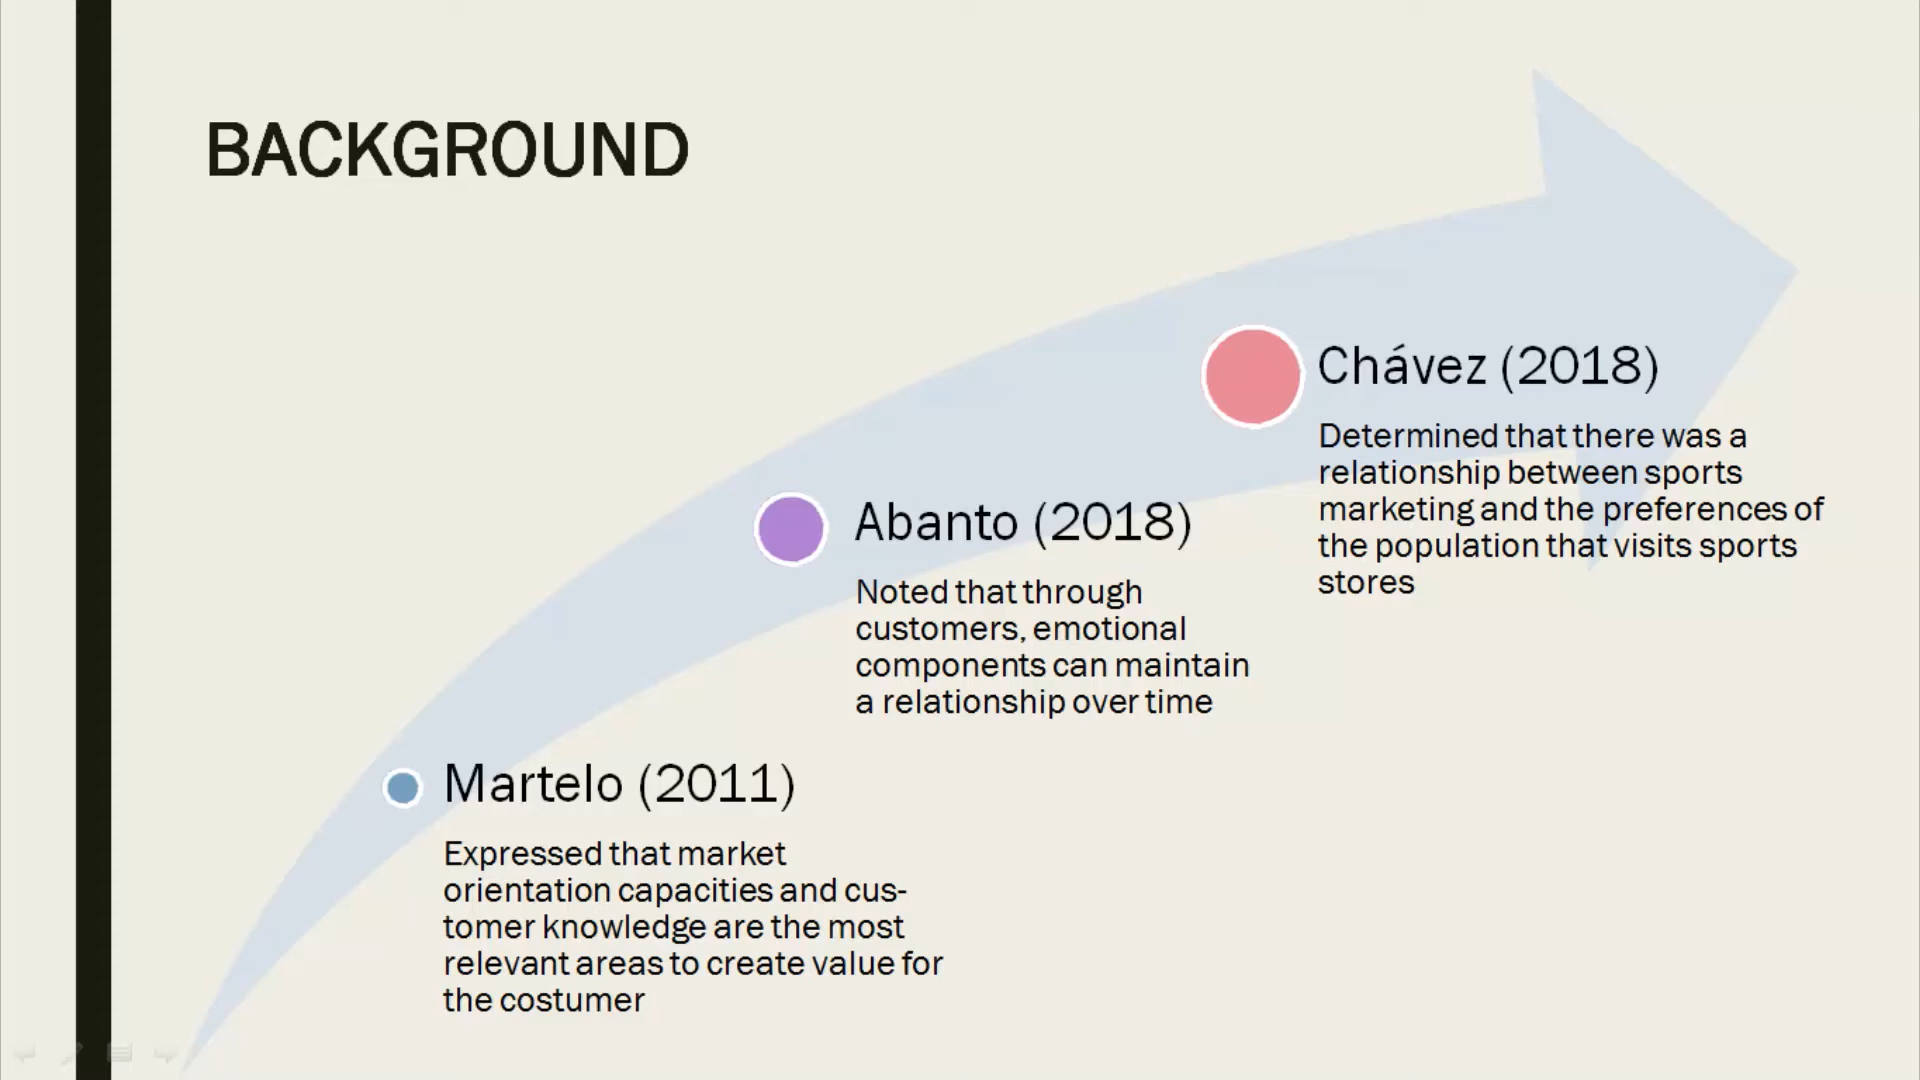 BACKGROUND
Chávez (2018)
Determined that there was a
relationship between sports
marketing and the preferences of
the population that visits sports
stores
Abanto (2018)
Noted that through
customers, emotional
components can maintain
a relationship over time
Martelo (2011)
Expressed that market
orientation capacities and cus-
tomer knowledge are the most
relevant areas to create value for
the costumer